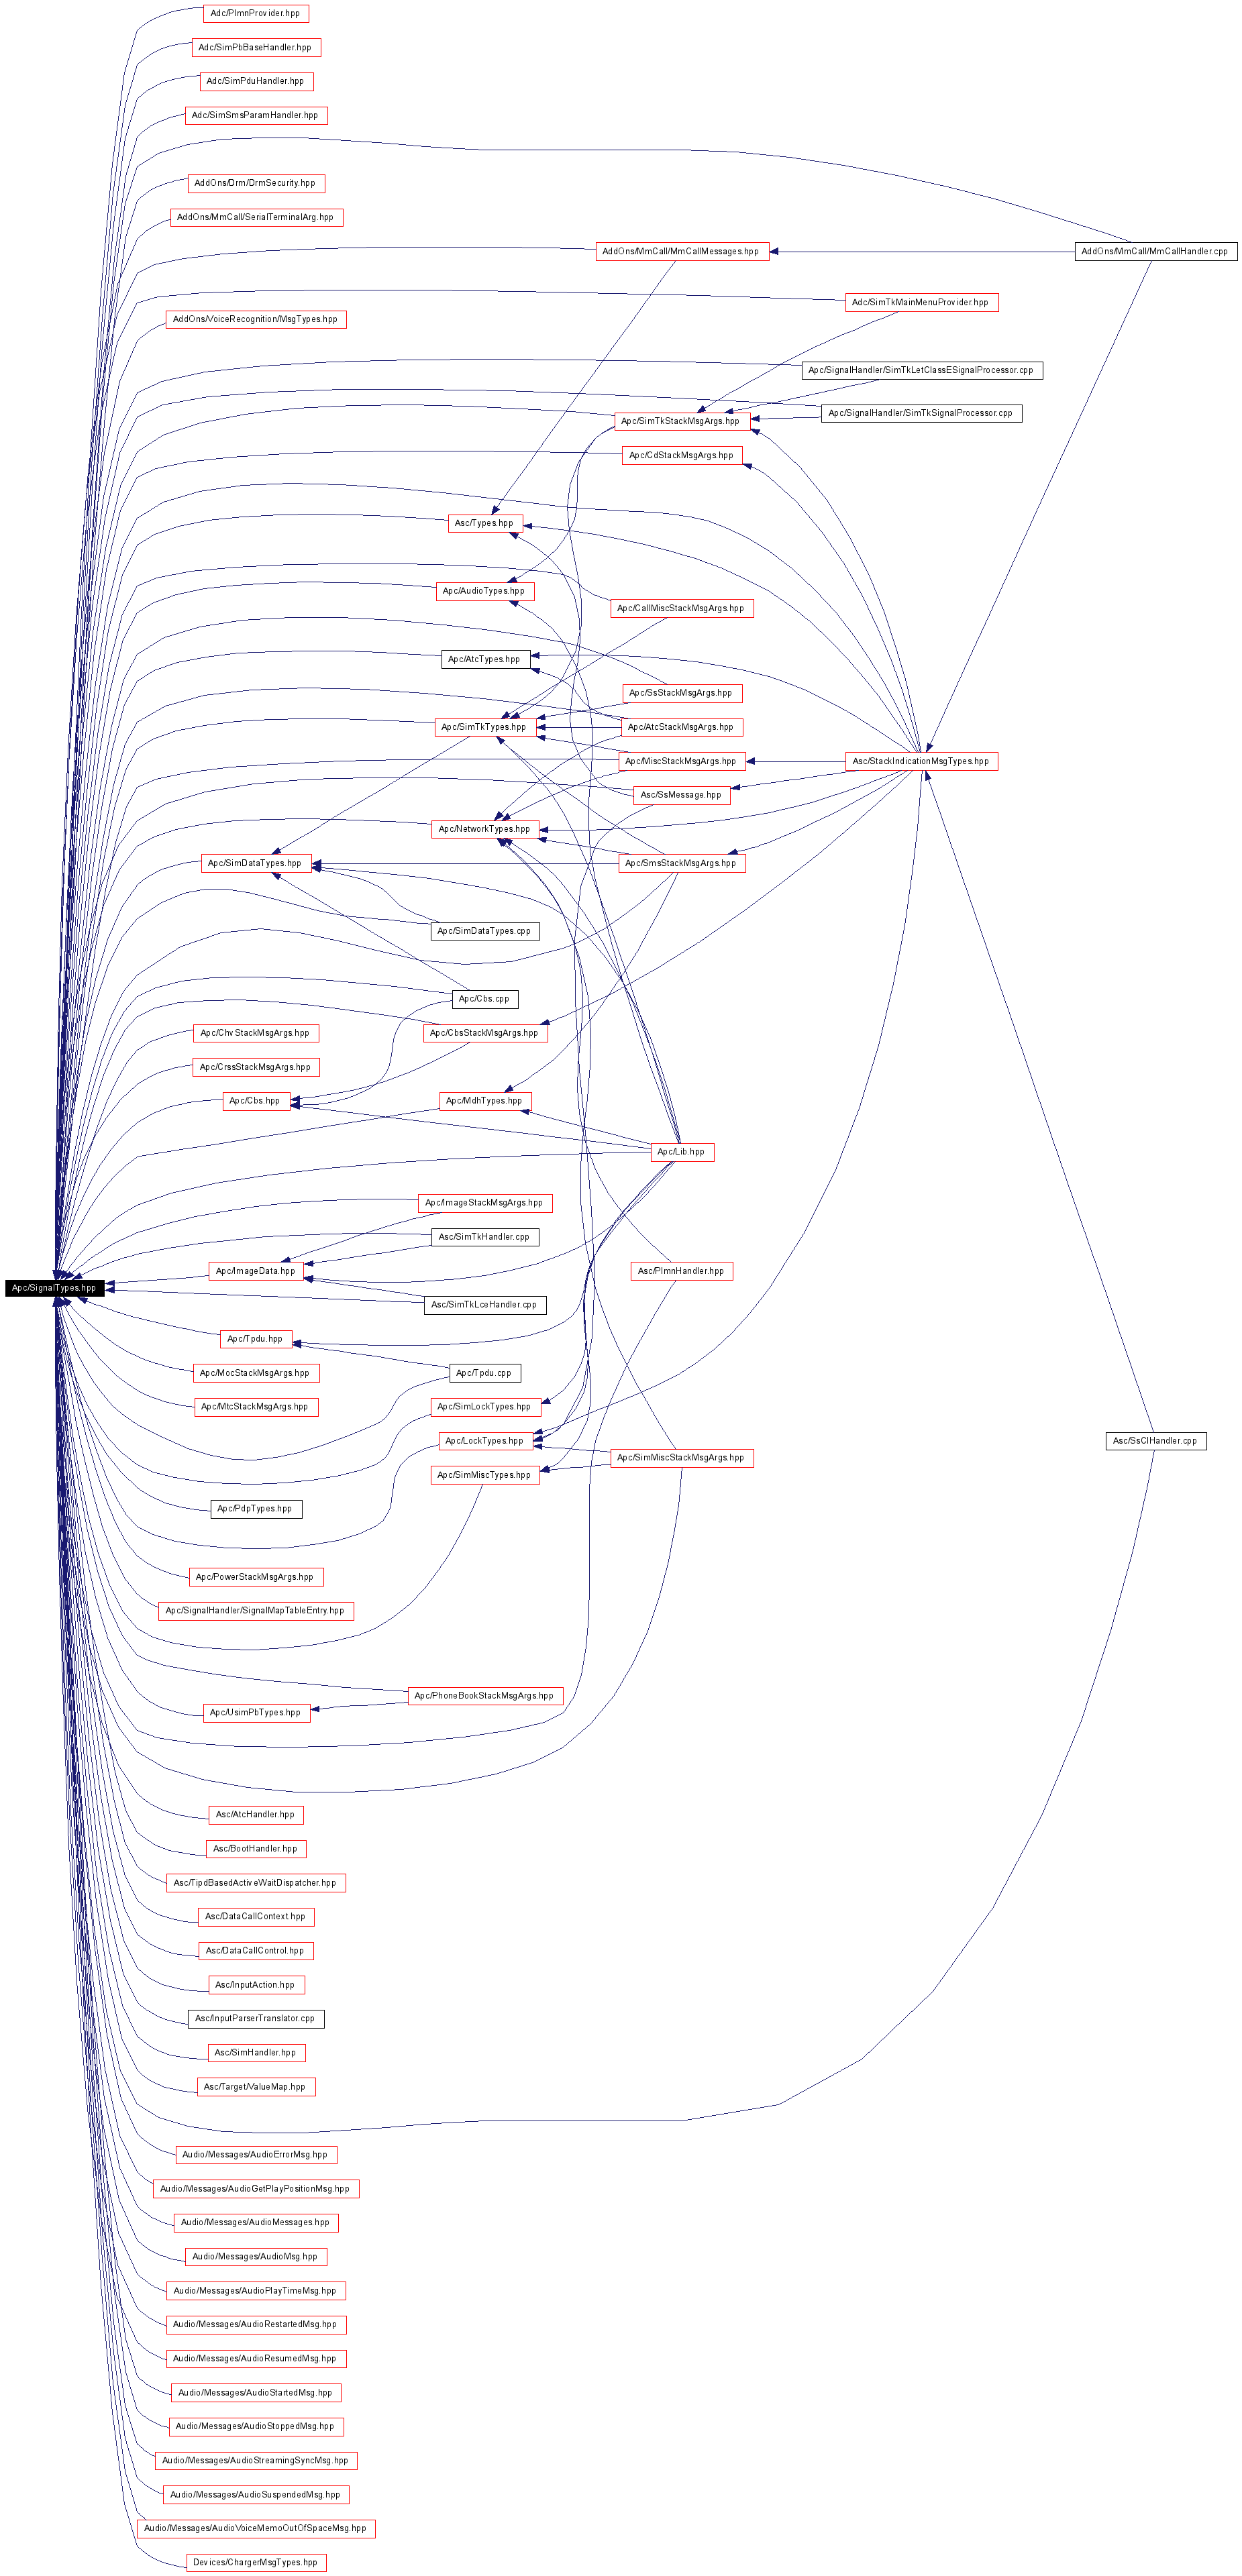 Adc/PlmnProvider.hpp
Adc/SimPbBaseHandler.hpp
Adc/SimPduHandler.hpp
Adc/SimSmsParamHandler.hpp
AddOns/Drm/DrmSecurity.hpp
AddOns/MmCall/SerialTerminalArg.hpp
AddOns/MmCall/MmCallMessages.hpp
AddOns/MmCall/MmCallHandler.cpp
Adc/SimTkMainMenuProvider.hpp
AddOns/VoiceRecognition/MsgTypes.hpp
Apc/SignalHandler/SimTkLetClassESignalProcessor.cpp
Apc/SignalHandler/SimTkSignalProcessor.cpp
Apc/SimTkStackMsgArgs.hpp
Apc/CdStackMsgArgs.hpp
Asc/Types.hpp
Apc/AudioTypes.hpp
Apc/CallMiscStackMsgArgs.hpp
Apc/AtcTypes.hpp
Apc/SsStackMsgArgs.hpp
Apc/SimTkTypes.hpp
Apc/AtcStackMsgArgs.hpp
Apc/MiscStackMsgArgs.hpp
Asc/StackIndicationMsgTypes.hpp
Asc/SsMessage.hpp
Apc/NetworkTypes.hpp
Apc/SimDataTypes.hpp
Apc/SmsStackMsgArgs.hpp
Apc/SimDataTypes.cpp
Apc/Cbs.cpp
Apc/ChvStackMsgArgs.hpp
Apc/CbsStackMsgArgs.hpp
Apc/CrssStackMsgArgs.hpp
Apc/Cbs.hpp
Apc/MdhTypes.hpp
Apc/Lib.hpp
Apc/ImageStackMsgArgs.hpp
Asc/SimTkHandler.cpp
Apc/ImageData.hpp
Asc/PlmnHandler.hpp
Apc/SignalTypes.hpp
Asc/SimTkLceHandler.cpp
Apc/Tpdu.hpp
Apc/MocStackMsgArgs.hpp
Apc/Tpdu.cpp
Apc/MtcStackMsgArgs.hpp
Apc/SimLockTypes.hpp
Apc/LockTypes.hpp
Asc/SsClHandler.cpp
Apc/SimMiscStackMsgArgs.hpp
Apc/SimMiscTypes.hpp
Apc/PdpTypes.hpp
Apc/PowerStackMsgArgs.hpp
Apc/SignalHandler/SignalMapTableEntry.hpp
Apc/PhoneBookStackMsgArgs.hpp
Apc/UsimPbTypes.hpp
Asc/AtcHandler.hpp
Asc/BootHandler.hpp
Asc/TipdBasedActiveWaitDispatcher.hpp
Asc/DataCallContext.hpp
Asc/DataCallControl.hpp
Asc/InputAction.hpp
Asc/InputParserTranslator.cpp
Asc/SimHandler.hpp
Asc/Target/ValueMap.hpp
Audio/Messages/AudioErrorMsg.hpp
Audio/Messages/AudioGetPlayPositionMsg.hpp
Audio/Messages/AudioMessages.hpp
Audio/Messages/AudioMsg.hpp
Audio/Messages/AudioPlayTimeMsg.hpp
Audio/Messages/AudioRestartedMsg.hpp
Audio/Messages/AudioResumedMsg.hpp
Audio/Messages/AudioStartedMsg.hpp
Audio/Messages/AudioStoppedMsg.hpp
Audio/Messages/AudioStreamingSyncMsg.hpp
Audio/Messages/AudioSuspendedMsg.hpp
Audio/Messages/AudioVoiceMemoOutOfSpaceMsg.hpp
Devices/ChargerMsgTypes.hpp